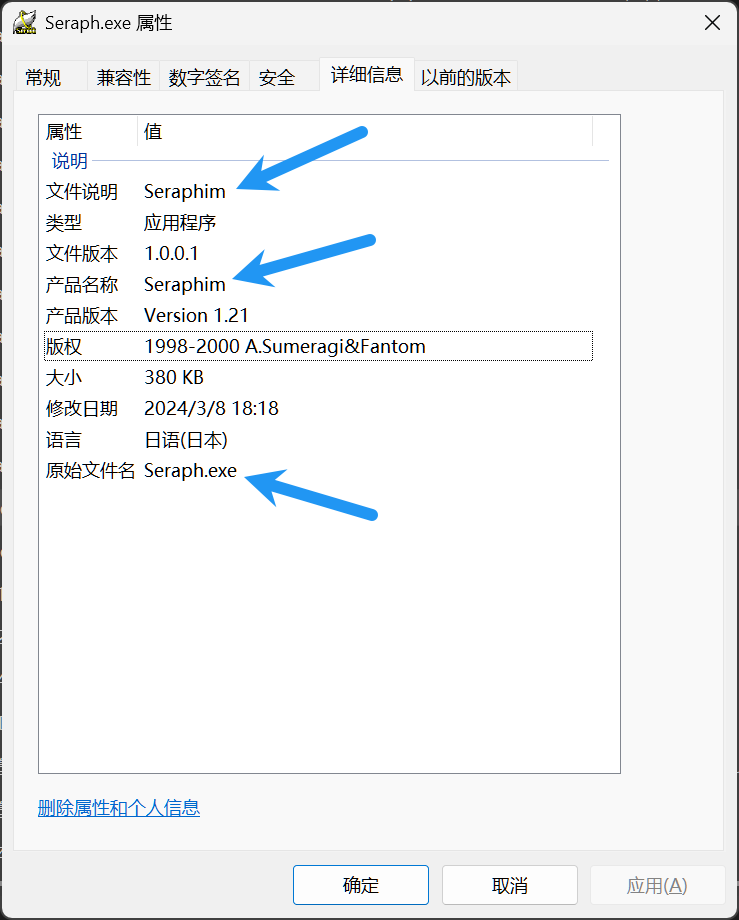 Seraph.exe 属性
常规 兼容性 数字签名 安全 详细信息 以前的版本
属性 值
说明
文件说明 Seraphim
类型 应用程序
文件版本 1.0.0.1
产品名称 Seraphim
产品版本 Version 1.21
版权 1998-2000 A.Sumeragi&Fantom
大小 380 KB
修改日期 2024/3/8 18:18
语言 日语(日本)
原始文件名 Seraph.exe
删除属性和个人信息
确定 取消 应用(A)